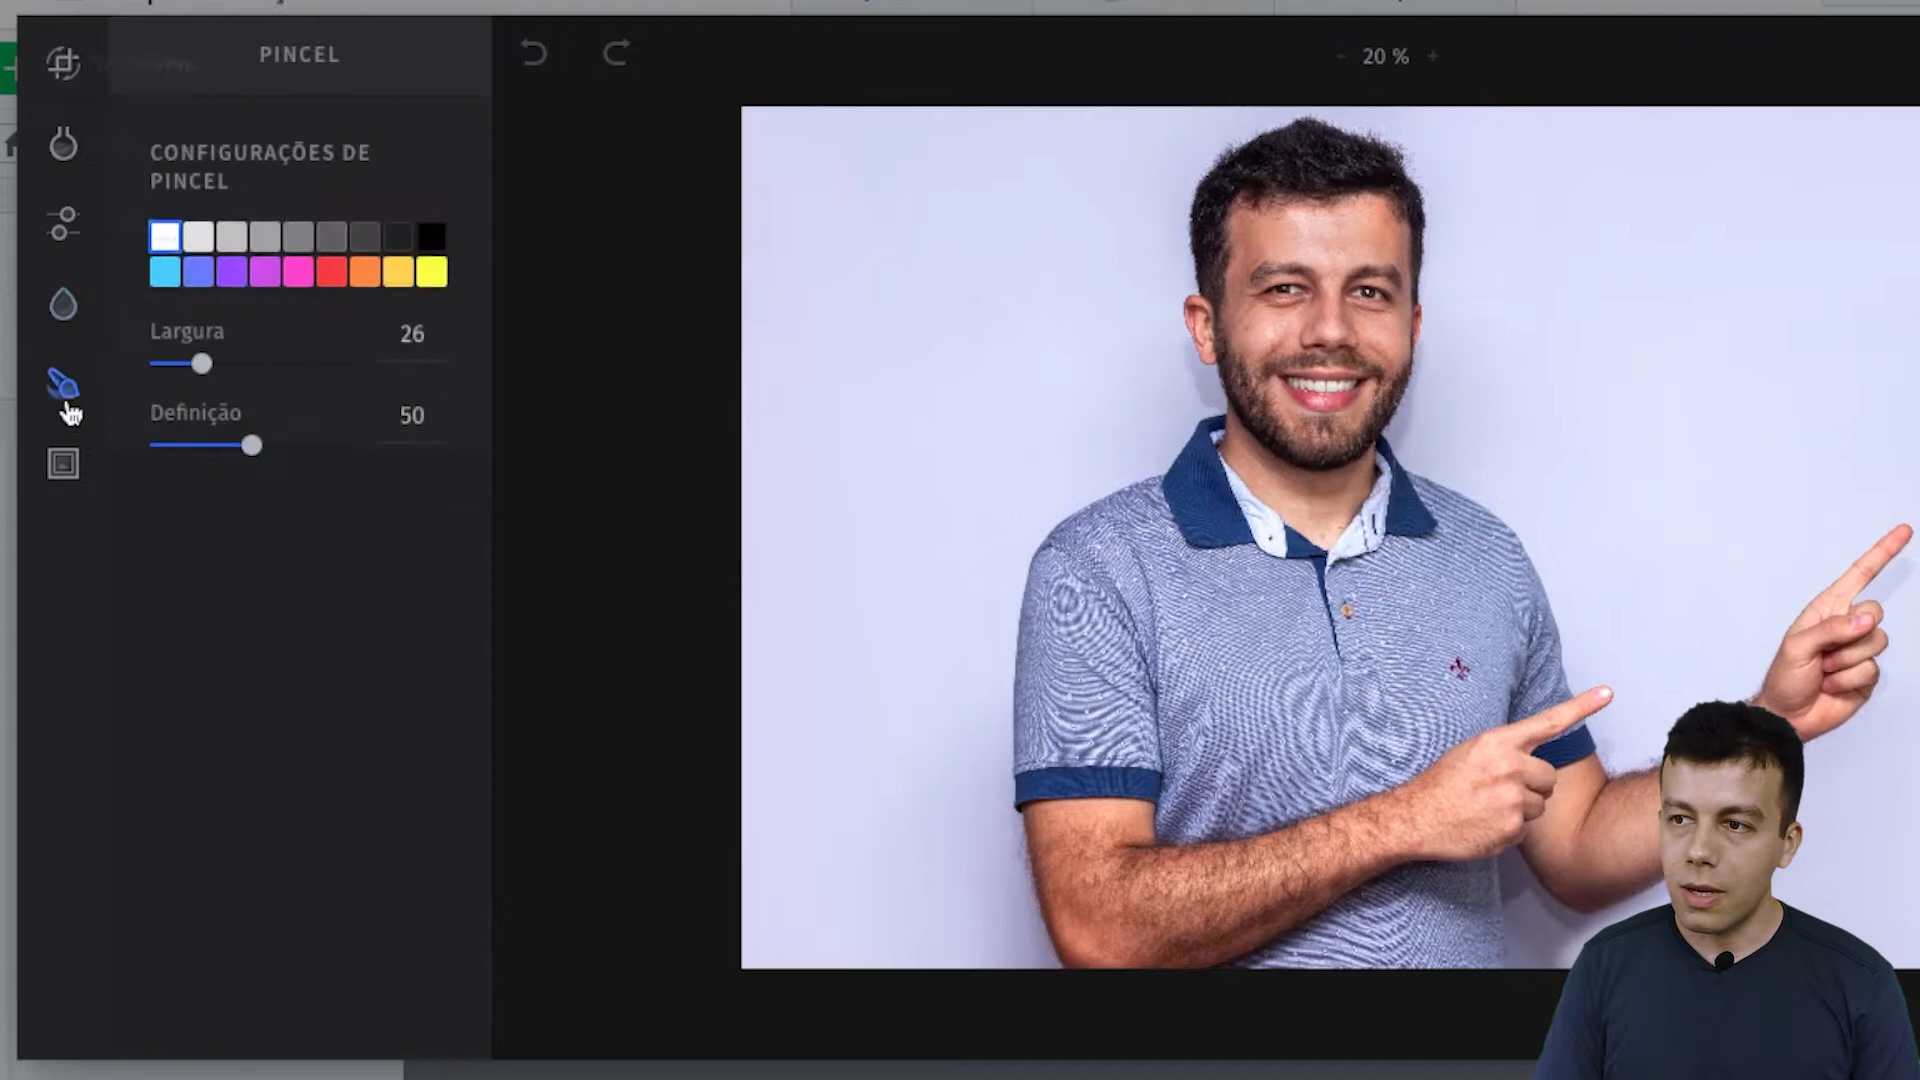 PINCEL
20 %
CONFIGURAÇÕES DE
PINCEL
Largura
26
Definição
50